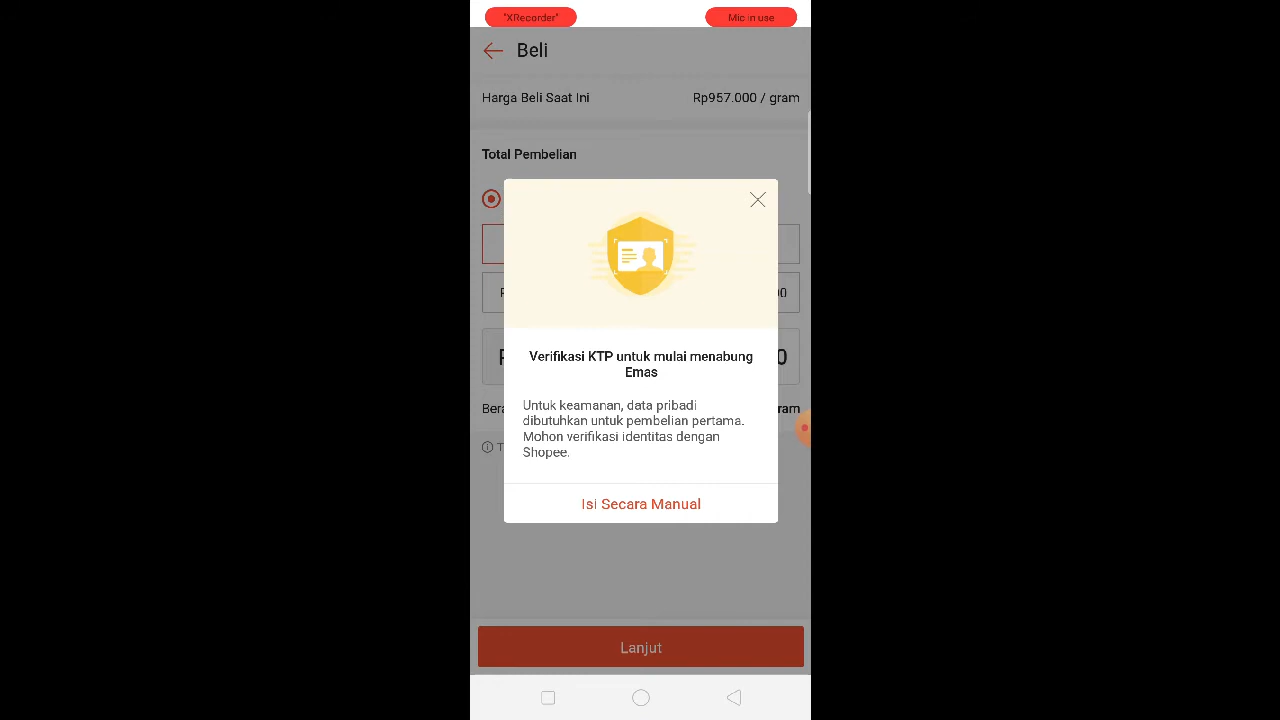 "XRecorder"
Mic in use
Beli
Harga Beli Saat Ini
Rp957.000 / gram
Total Pembelian
Verifikasi KTP untuk mulai menabung
Emas
Untuk keamanan, data pribadi
dibutuhkan untuk pembelian pertama.
Mohon verifikasi identitas dengan
Shopee.
Isi Secara Manual
Lanjut